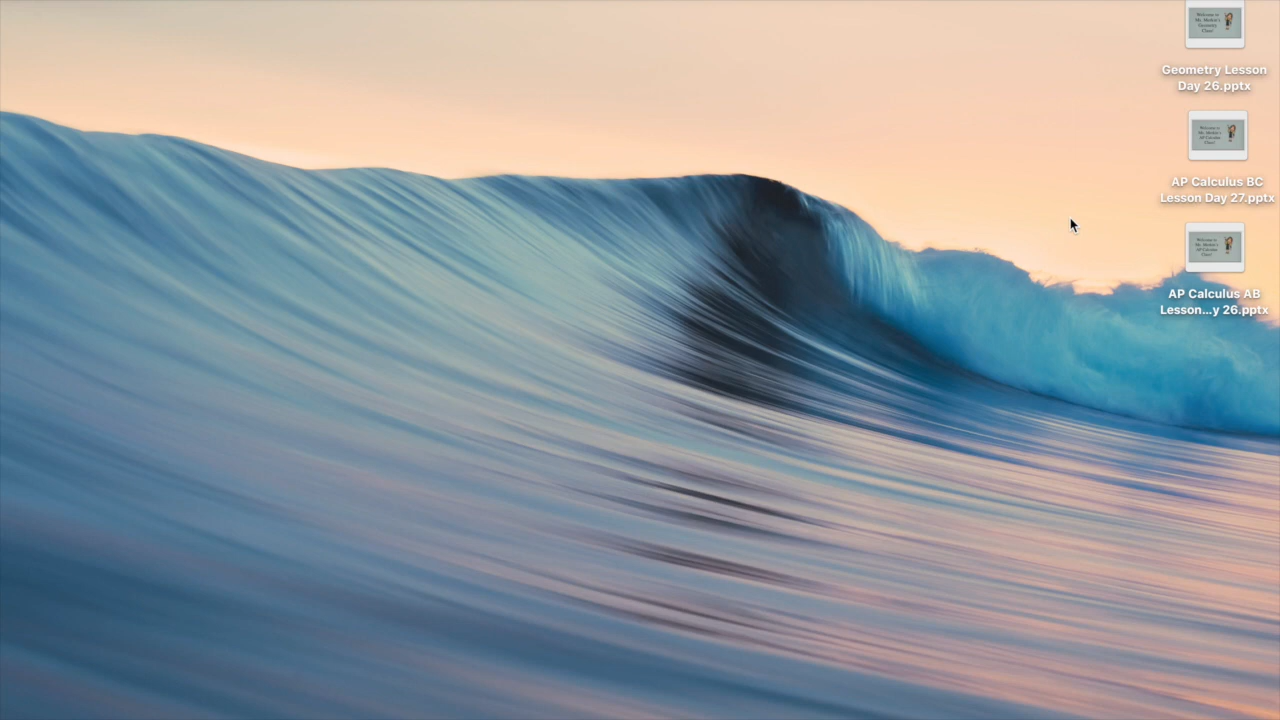 Geometry Lesson
Day 26.pptx
AP Calculus BC
Lesson Day 27.pptx
AP Calculus AB
Lesson...y 26.pptx